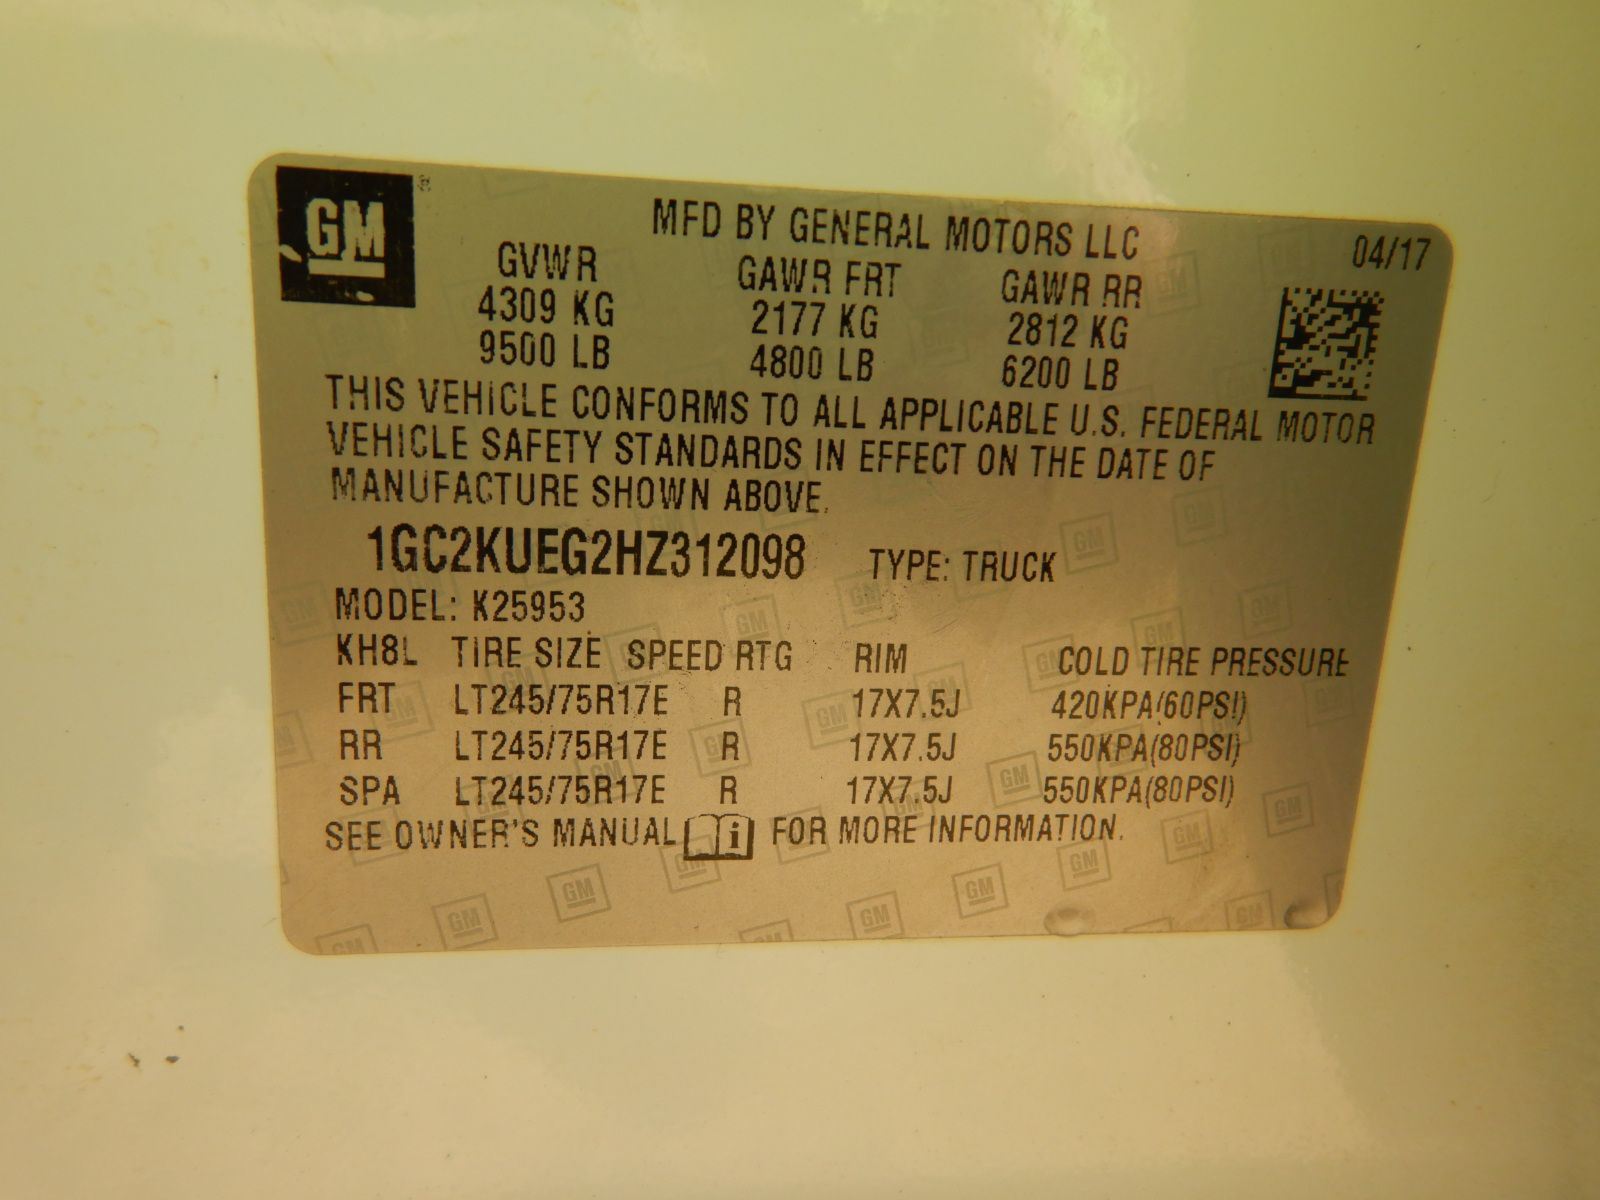 GM ®
MFD BY GENERAL MOTORS LLC 04/17
GVWR GAWR FRT GAWR RR
4309 KG 2177 KG 2812 KG
9500 LB 4800 LB 6200 LB
THIS VEHICLE CONFORMS TO ALL APPLICABLE U.S. FEDERAL MOTOR
VEHICLE SAFETY STANDARDS IN EFFECT ON THE DATE OF
MANUFACTURE SHOWN ABOVE.
1GC2KUEG2HZ312098 TYPE: TRUCK
MODEL: K25953
KH8L TIRE SIZE SPEED RTG RIM COLD TIRE PRESSURE
FRT LT245/75R17E R 17X7.5J 420KPA(60PSI)
RR LT245/75R17E R 17X7.5J 550KPA(80PSI)
SPA LT245/75R17E R 17X7.5J 550KPA(80PSI)
SEE OWNER'S MANUAL i FOR MORE INFORMATION.